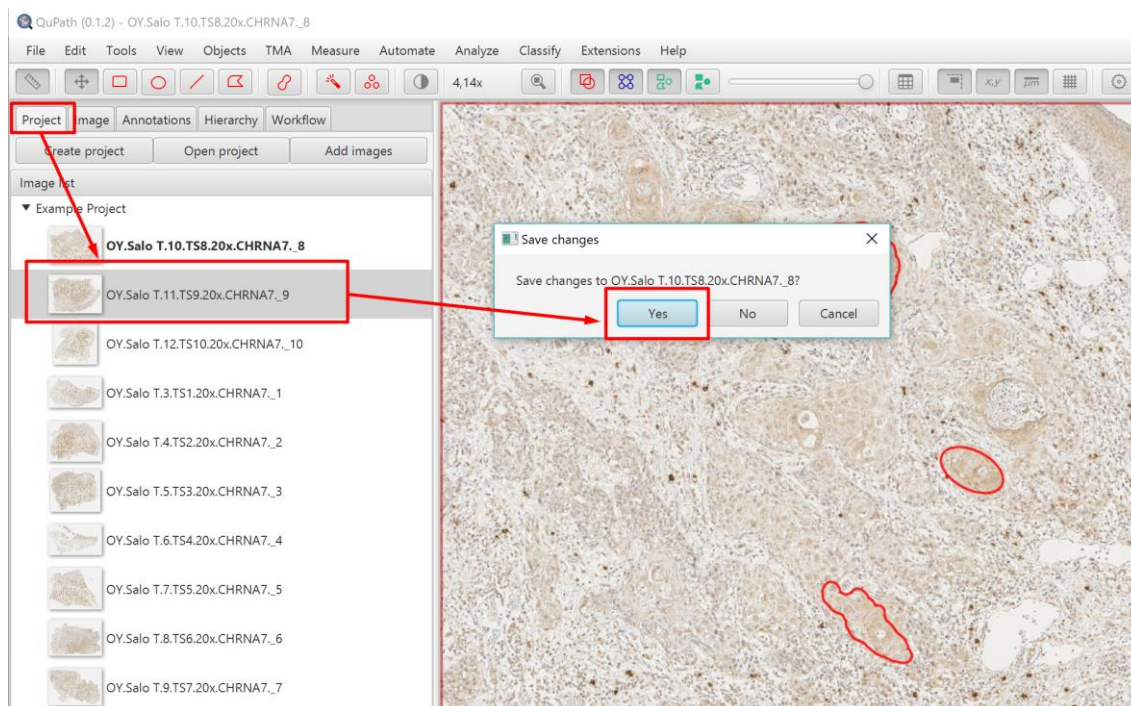 QuPath (0.1.2) - OY.Salo T.10.TS8.20x.CHRNA7._8
File Edit Tools View Objects TMA Measure Automate Analyze Classify Extensions Help
4,14x x,y μm
Project Image Annotations Hierarchy Workflow
Create project Open project Add images
Image list
Example Project
OY.Salo T.10.TS8.20x.CHRNA7._8
OY.Salo T.11.TS9.20x.CHRNA7._9
OY.Salo T.12.TS10.20x.CHRNA7._10
OY.Salo T.3.TS1.20x.CHRNA7._1
OY.Salo T.4.TS2.20x.CHRNA7._2
OY.Salo T.5.TS3.20x.CHRNA7._3
OY.Salo T.6.TS4.20x.CHRNA7._4
OY.Salo T.7.TS5.20x.CHRNA7._5
OY.Salo T.8.TS6.20x.CHRNA7._6
OY.Salo T.9.TS7.20x.CHRNA7._7
Save changes
Save changes to OY.Salo T.10.TS8.20x.CHRNA7._8?
Yes No Cancel